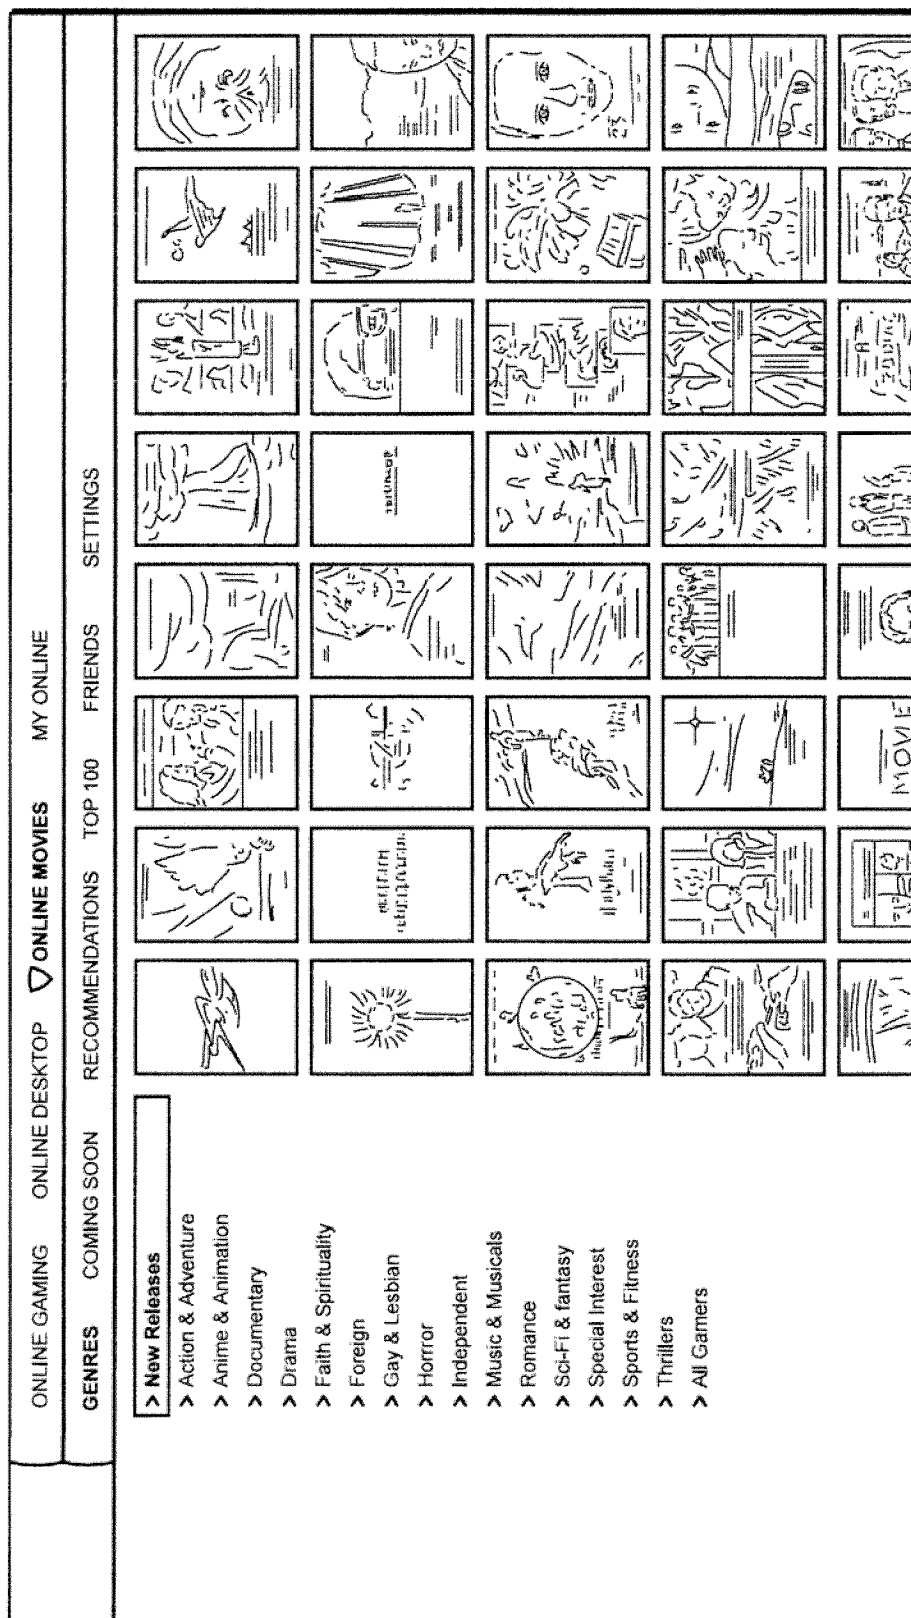 ONLINE GAMING ONLINE DESKTOP ONLINE MOVIES MY ONLINE
GENRES COMING SOON RECOMMENDATIONS TOP 100 FRIENDS SETTINGS
> New Releases
> Action & Adventure
> Anime & Animation
> Documentary
> Drama
> Faith & Spirituality
> Foreign
> Gay & Lesbian
> Horrror
> Independent
> Music & Musicals
> Romance
> Sci-Fi & fantasy
> Special Interest
> Sports & Fitness
> Thrillers
> All Gamers
23
MOVIE